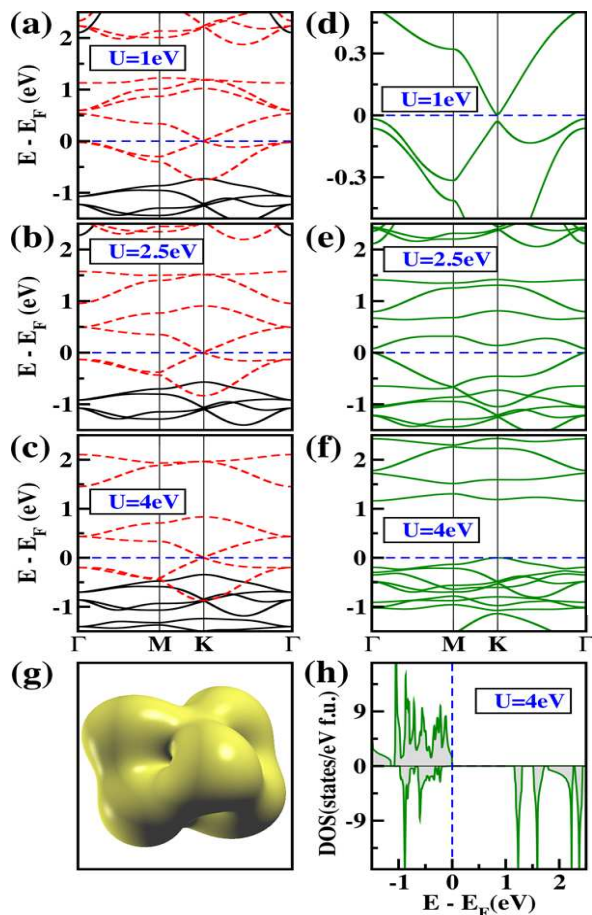 (a)
2
1
0
-1
E - E_F (eV)
U=1eV
(d)
0.3
0
-0.3
U=1eV
(b)
2
1
0
-1
E - E_F (eV)
U=2.5eV
(e)
2
1
0
-1
U=2.5eV
(c)
2
1
0
-1
E - E_F (eV)
U=4eV
Γ M K Γ
(f)
2
1
0
-1
U=4eV
Γ M K Γ
(g)
(h)
DOS(states/eV f.u.)
9
0
-9
U=4eV
-1 0 1 2
E - E_F(eV)